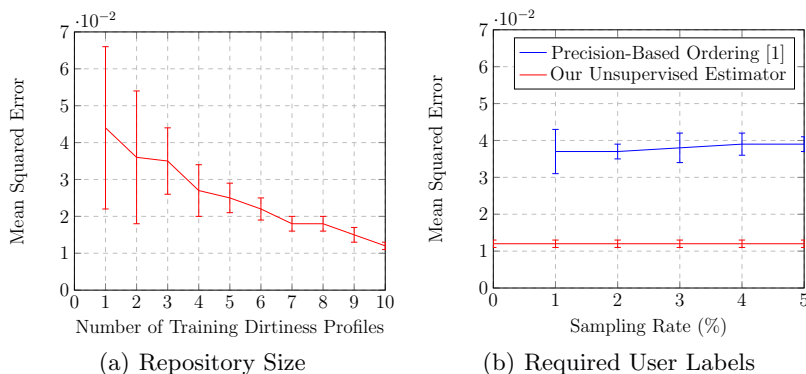 ·10⁻²
7
6
5
4
3
2
1
0
Mean Squared Error
0 1 2 3 4 5 6 7 8 9 10
Number of Training Dirtiness Profiles
(a) Repository Size
·10⁻²
7
6
5
4
3
2
1
0
Mean Squared Error
Precision-Based Ordering [1]
Our Unsupervised Estimator
0 1 2 3 4 5
Sampling Rate (%)
(b) Required User Labels